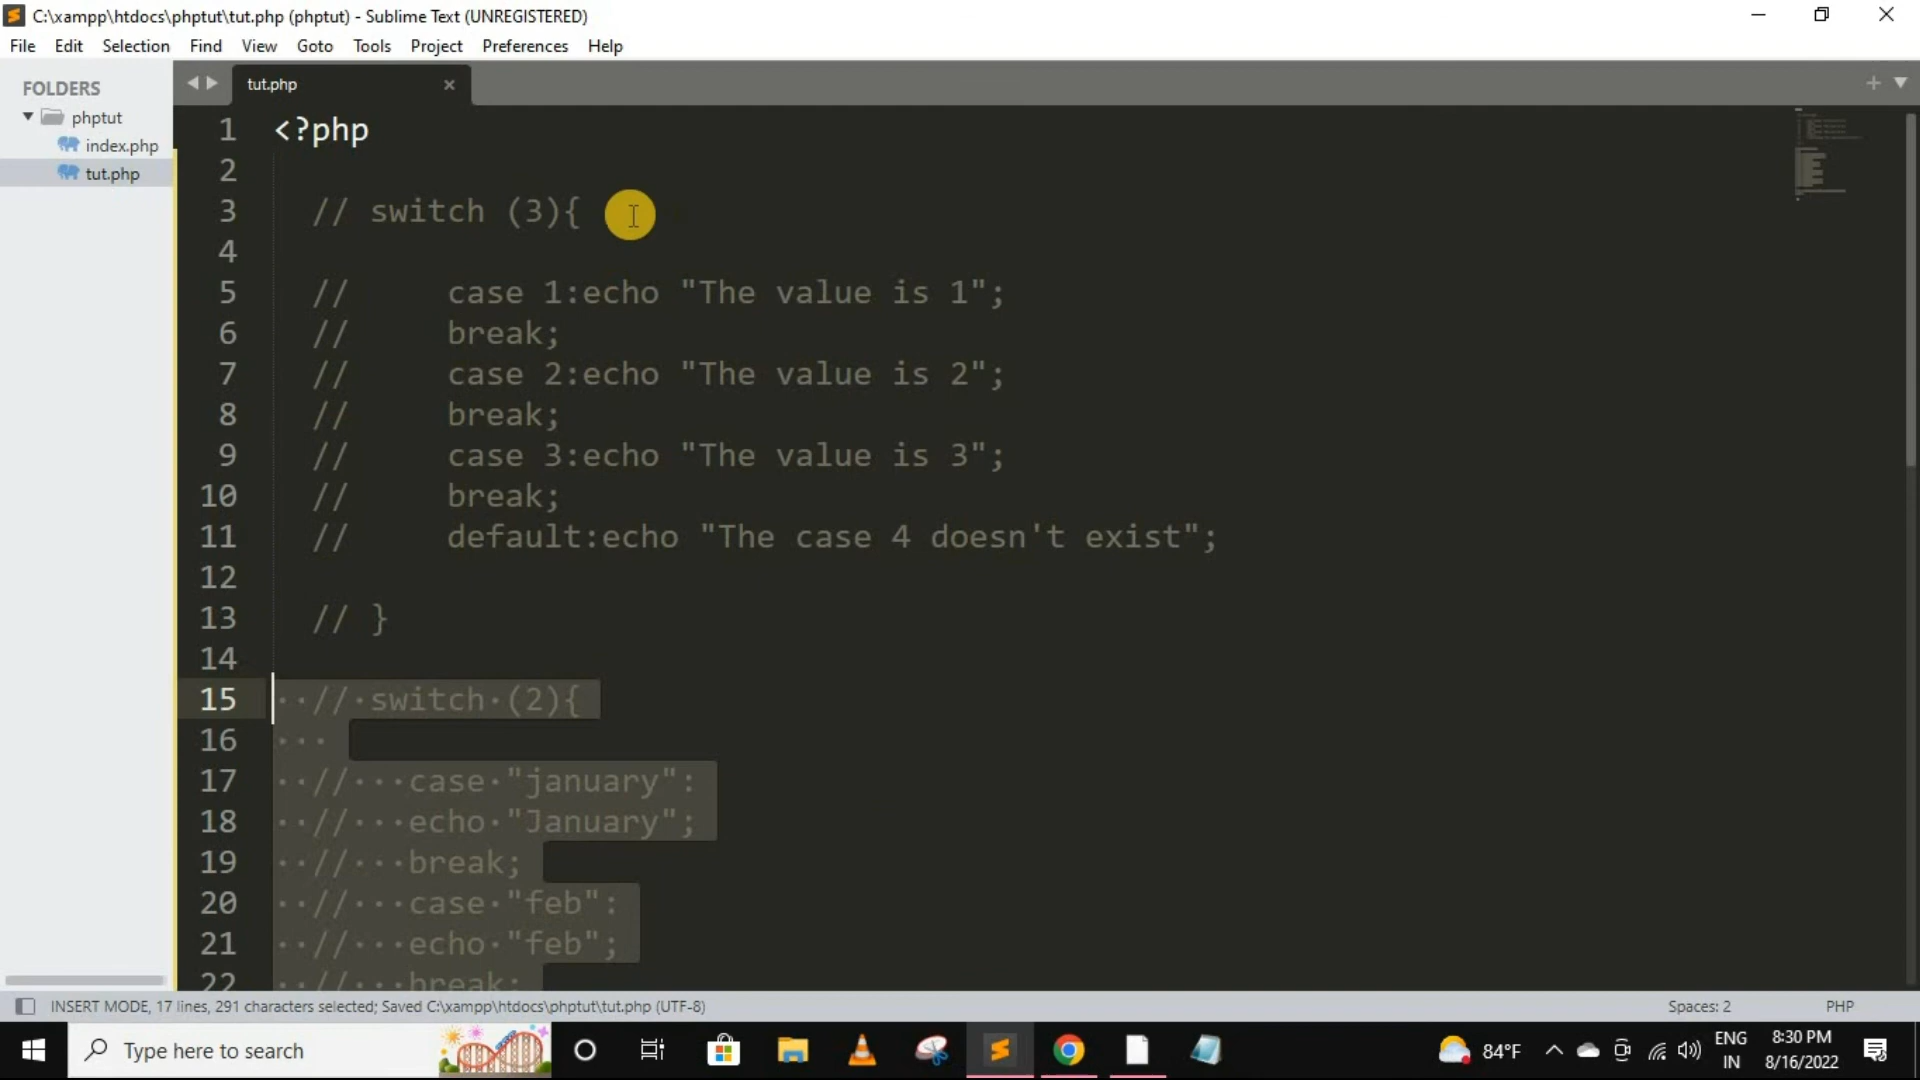 C:\xampp\htdocs\phptut\tut.php (phptut) - Sublime Text (UNREGISTERED)
File Edit Selection Find View Goto Tools Project Preferences Help
FOLDERS
phptut
index.php
tut.php
tut.php
1 <?php
2
3 // switch (3){
4
5 // case 1:echo "The value is 1";
6 // break;
7 // case 2:echo "The value is 2";
8 // break;
9 // case 3:echo "The value is 3";
10 // break;
11 // default:echo "The case 4 doesn't exist";
12
13 // }
14
15 // switch (2){
16
17 // case "january":
18 // echo "January";
19 // break;
20 // case "feb":
21 // echo "feb";
22 // break;
INSERT MODE, 17 lines, 291 characters selected; Saved C:\xampp\htdocs\phptut\tut.php (UTF-8) Spaces: 2 PHP
Type here to search
84°F
ENG
IN
8:30 PM
8/16/2022